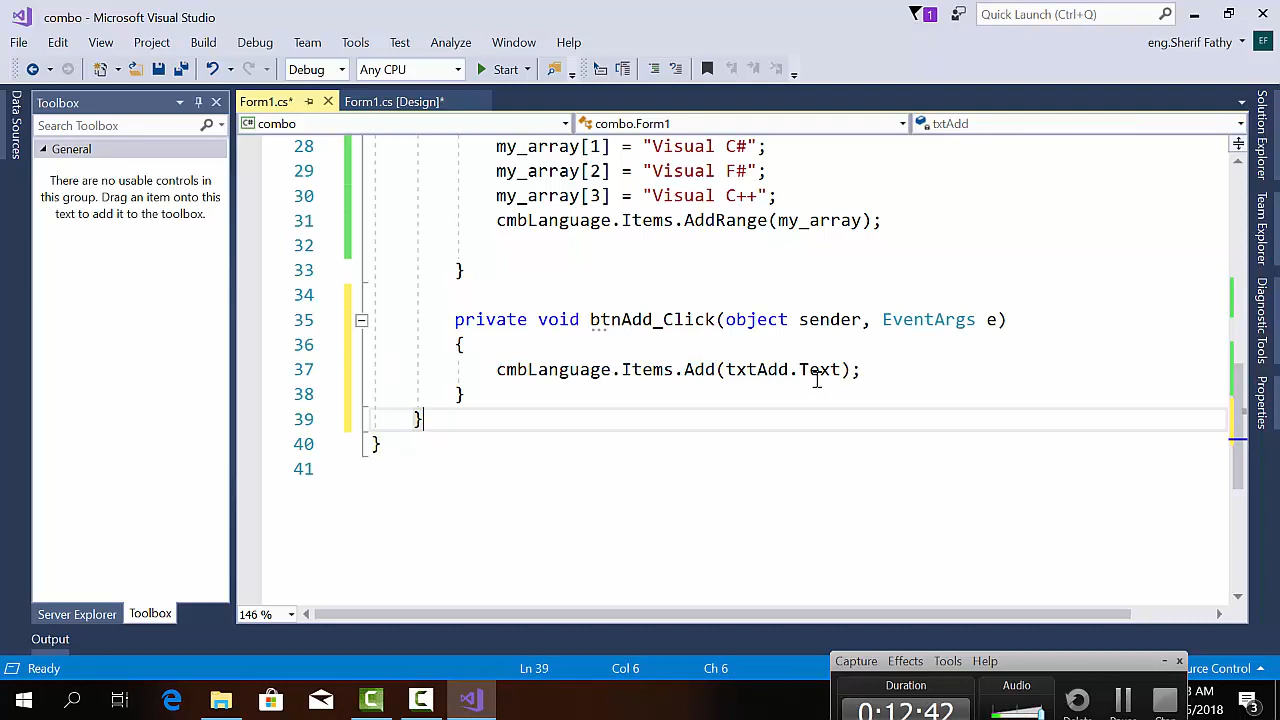 combo - Microsoft Visual Studio
1
Quick Launch (Ctrl+Q)
File Edit View Project Build Debug Team Tools Test Analyze Window Help
eng.Sherif Fathy
EF
Debug Any CPU Start
Data Sources
Toolbox
Search Toolbox
General
There are no usable controls in
this group. Drag an item onto this
text to add it to the toolbox.
Server Explorer Toolbox
Form1.cs* Form1.cs [Design]*
C# combo combo.Form1 txtAdd
28 my_array[1] = "Visual C#";
29 my_array[2] = "Visual F#";
30 my_array[3] = "Visual C++";
31 cmbLanguage.Items.AddRange(my_array);
32
33 }
34
35 private void btnAdd_Click(object sender, EventArgs e)
36 {
37 cmbLanguage.Items.Add(txtAdd.Text);
38 }
39 }
40 }
41
146 %
Solution Explorer
Team Explorer
Diagnostic Tools
Properties
Output
Ready Ln 39 Col 6 Ch 6
Capture Effects Tools Help
Duration
0:12:42
Audio
Delete
3